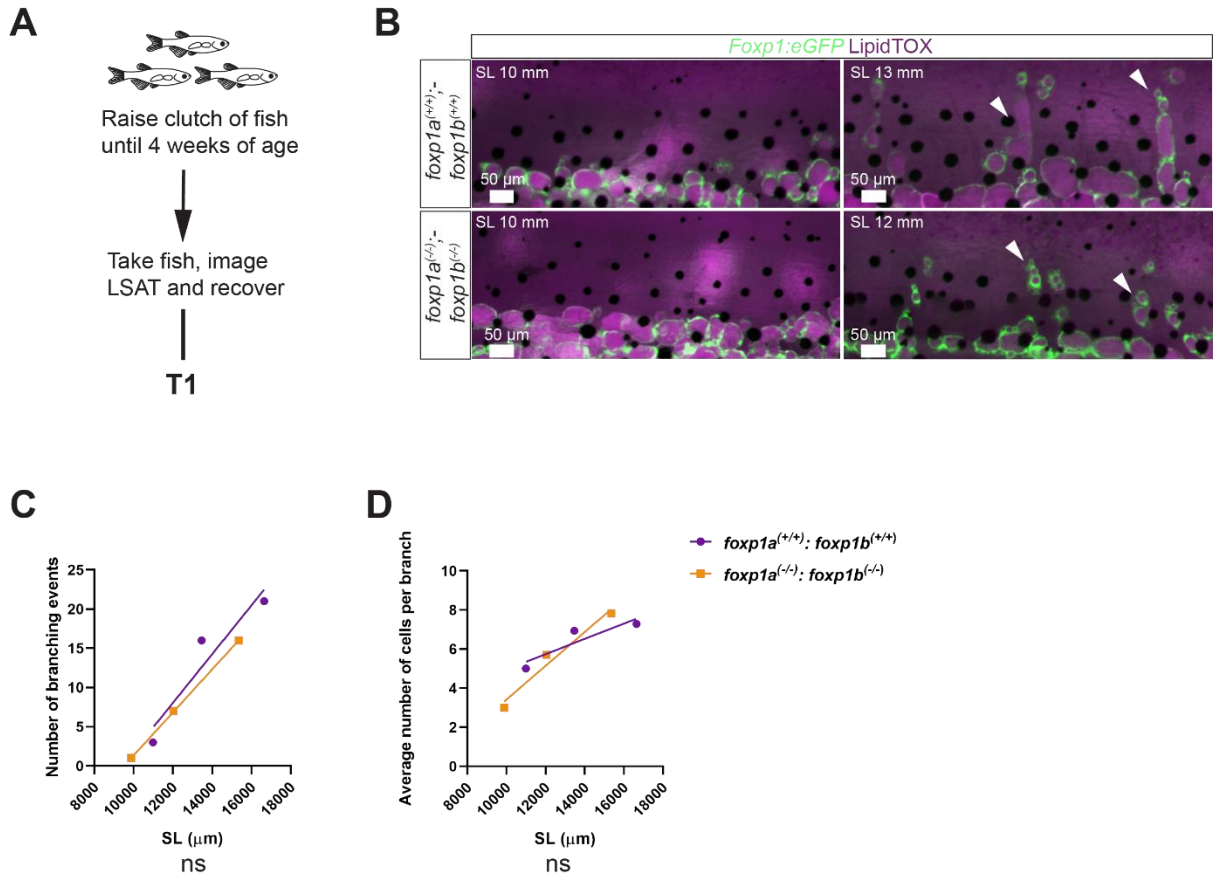 A
Raise clutch of fish
until 4 weeks of age
Take fish, image
LSAT and recover
T1
B
Foxp1:eGFP LipidTOX
foxp1a(+/+);-
foxp1b(+/+)
SL 10 mm
50 µm
SL 13 mm
50 µm
foxp1a(-/-);-
foxp1b(-/-)
SL 10 mm
50 µm
SL 12 mm
50 µm
C
Number of branching events
25
20
15
10
5
0
8000
10000
12000
14000
16000
18000
SL (µm)
ns
D
Average number of cells per branch
10
8
6
4
2
0
8000
10000
12000
14000
16000
18000
SL (µm)
ns
foxp1a(+/+): foxp1b(+/+)
foxp1a(-/-): foxp1b(-/-)